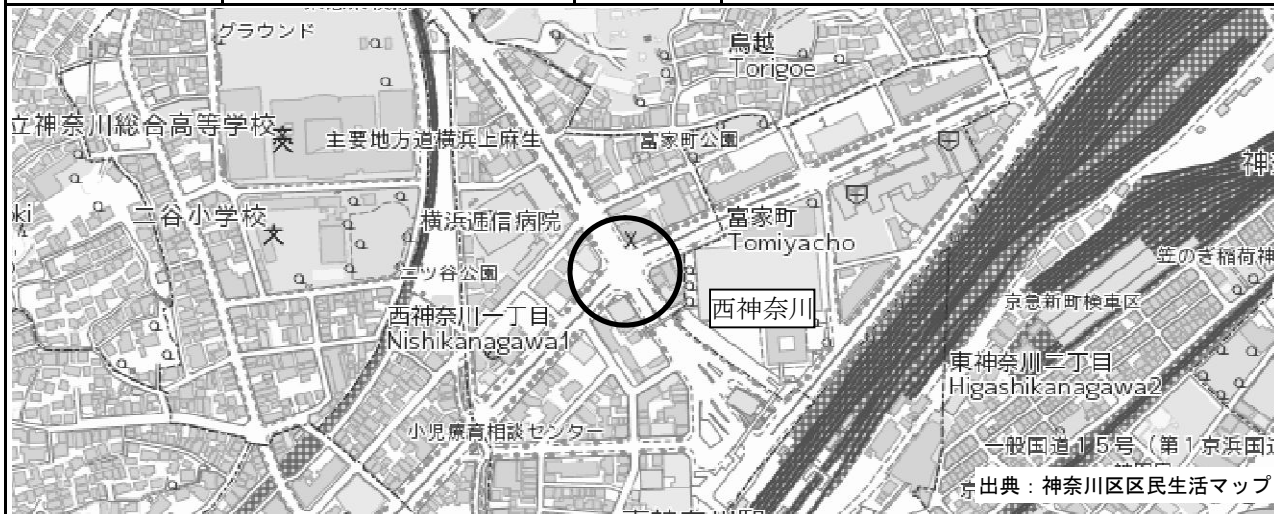 グラウンド
鳥越
Torigoe
立神奈川総合高等学校
主要地方道横浜上麻生
富家町公園
二谷小学校
横浜逓信病院
富家町
Tomiyacho
二ツ谷公園
西神奈川一丁目
Nishikanagawa1
西神奈川
笠のき稲荷神
京急新町検車区
東神奈川二丁目
Higashikanagawa2
小児療育相談センター
一般国道15号（第1京浜国道
出典：神奈川区区民生活マップ